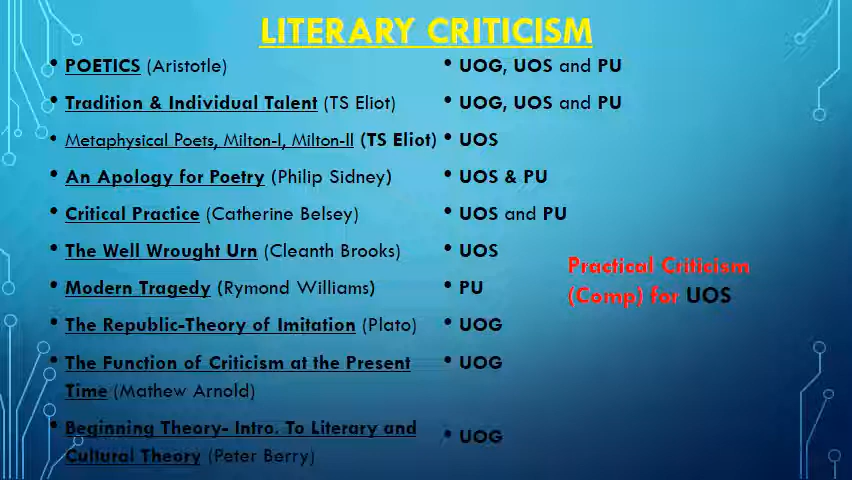 LITERARY CRITICISM
• POETICS (Aristotle)
• UOG, UOS and PU
• Tradition & Individual Talent (TS Eliot)
• UOG, UOS and PU
• Metaphysical Poets, Milton-I, Milton-II (TS Eliot)
• UOS
• An Apology for Poetry (Philip Sidney)
• UOS & PU
• Critical Practice (Catherine Belsey)
• UOS and PU
• The Well Wrought Urn (Cleanth Brooks)
• UOS
• Modern Tragedy (Rymond Williams)
• PU
• The Republic-Theory of Imitation (Plato)
• UOG
• The Function of Criticism at the Present
Time (Mathew Arnold)
• UOG
• Beginning Theory- Intro. To Literary and
Cultural Theory (Peter Berry)
• UOG
Practical Criticism
(Comp) for UOS